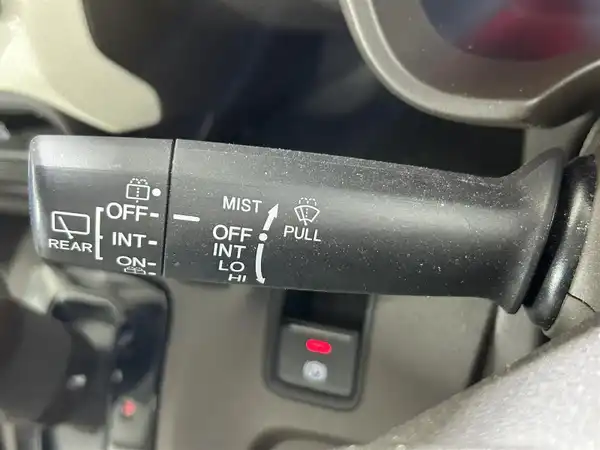 MIST
OFF
INT
LO
HI
PULL
REAR
OFF
INT
ON